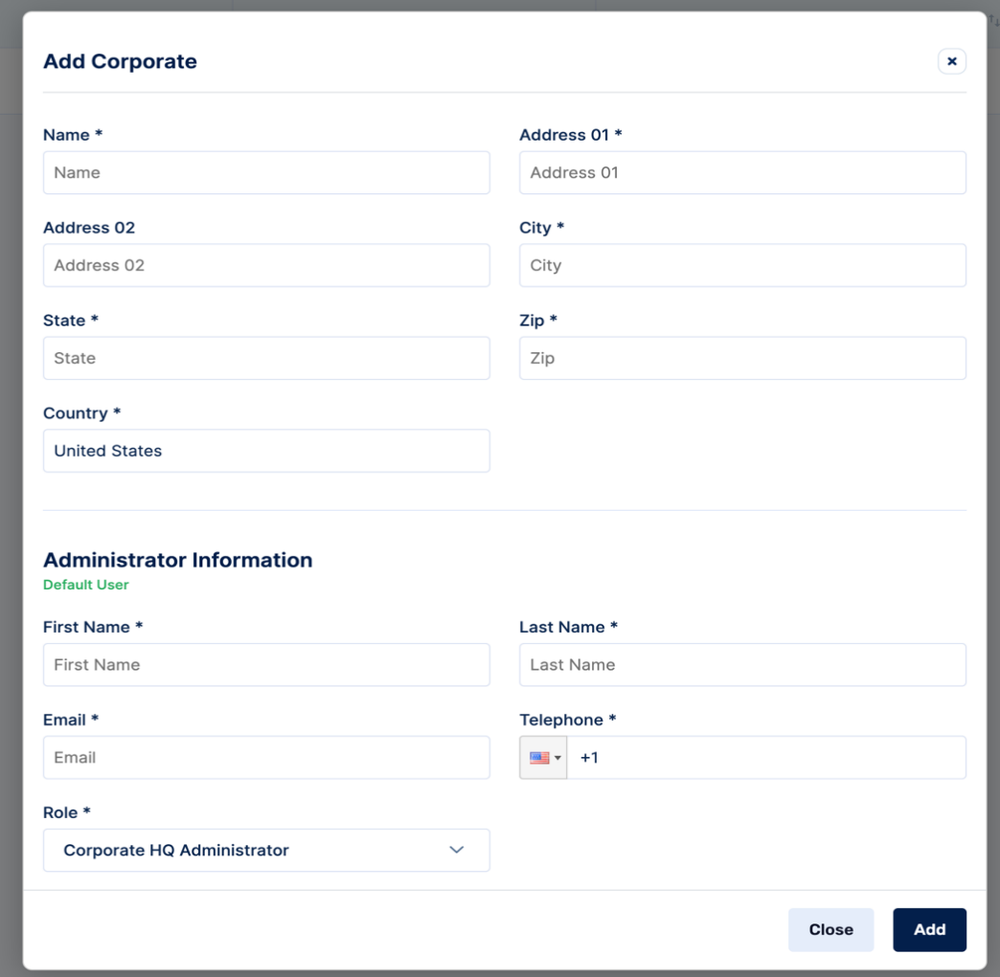 Add Corporate
Name * Address 01 *
Name Address 01
Address 02 City *
Address 02 City
State * Zip *
State Zip
Country *
United States
Administrator Information
Default User
First Name * Last Name *
First Name Last Name
Email * Telephone *
Email +1
Role *
Corporate HQ Administrator
Close Add